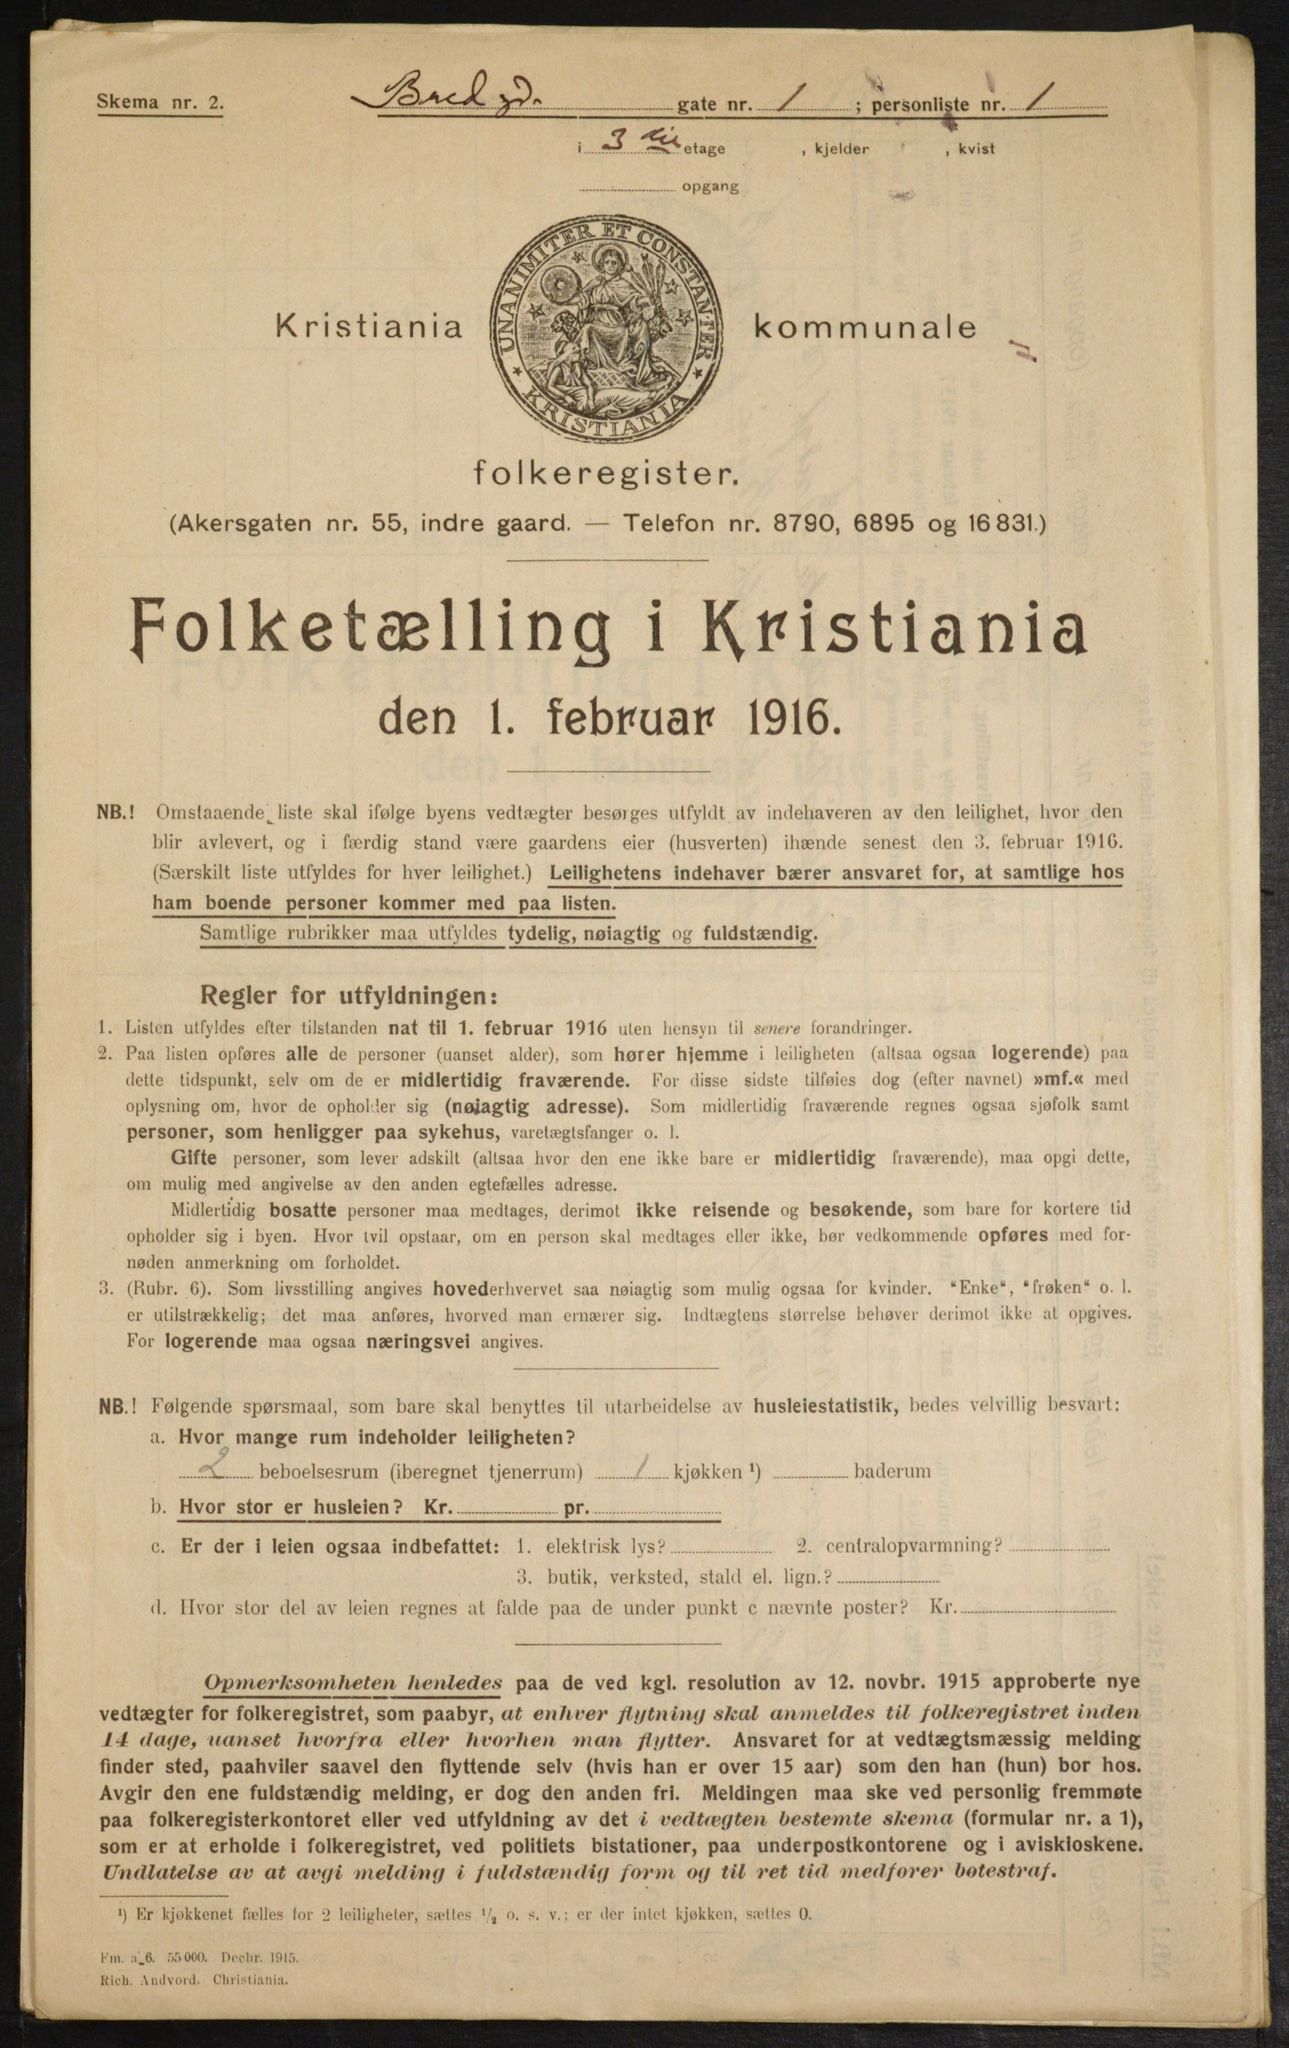 Skema nr. 2.
Bredgd. gate nr. 1 ; personliste nr. 1
i 3die etage , kjelder , kvist
opgang
UNANIMITER ET CONSTANTER
KRISTIANIA
Kristiania kommunale
folkeregister.
(Akersgaten nr. 55, indre gaard. — Telefon nr. 8790, 6895 og 16 831.)
Folketælling i Kristiania
den 1. februar 1916.
NB.! Omstaaende liste skal ifølge byens vedtægter besørges utfyldt av indehaveren av den leilighet, hvor den
blir avlevert, og i færdig stand være gaardens eier (husverten) ihænde senest den 3. februar 1916.
(Særskilt liste utfyldes for hver leilighet.) Leilighetens indehaver bærer ansvaret for, at samtlige hos
ham boende personer kommer med paa listen.
Samtlige rubrikker maa utfyldes tydelig, nøiagtig og fuldstændig.
Regler for utfyldningen:
1. Listen utfyldes efter tilstanden nat til 1. februar 1916 uten hensyn til senere forandringer.
2. Paa listen opføres alle de personer (uanset alder), som hører hjemme i leiligheten (altsaa ogsaa logerende) paa
dette tidspunkt, selv om de er midlertidig fraværende. For disse sidste tilføies dog (efter navnet) »mf.« med
oplysning om, hvor de opholder sig (nøiagtig adresse). Som midlertidig fraværende regnes ogsaa sjøfolk samt
personer, som henligger paa sykehus, varetægtsfanger o. l.
Gifte personer, som lever adskilt (altsaa hvor den ene ikke bare er midlertidig fraværende), maa opgi dette,
om mulig med angivelse av den anden egtefælles adresse.
Midlertidig bosatte personer maa medtages, derimot ikke reisende og besøkende, som bare for kortere tid
opholder sig i byen. Hvor tvil opstaar, om en person skal medtages eller ikke, bør vedkommende opføres med for-
nøden anmerkning om forholdet.
3. (Rubr. 6). Som livsstilling angives hovederhvervet saa nøiagtig som mulig ogsaa for kvinder. "Enke", "frøken" o. l.
er utilstrækkelig; det maa anføres, hvorved man ernærer sig. Indtægtens størrelse behøver derimot ikke at opgives.
For logerende maa ogsaa næringsvei angives.
NB.! Følgende spørsmaal, som bare skal benyttes til utarbeidelse av husleiestatistik, bedes velvillig besvart:
a. Hvor mange rum indeholder leiligheten?
2 beboelsesrum (iberegnet tjenerrum) 1 kjøkken ¹) baderum
b. Hvor stor er husleien? Kr. pr.
c. Er der i leien ogsaa indbefattet: 1. elektrisk lys? 2. centralopvarmning?
3. butik, verksted, stald el. lign.?
d. Hvor stor del av leien regnes at falde paa de under punkt c nævnte poster? Kr.
Opmerksomheten henledes paa de ved kgl. resolution av 12. novbr. 1915 approberte nye
vedtægter for folkeregistret, som paabyr, at enhver flytning skal anmeldes til folkeregistret inden
14 dage, uanset hvorfra eller hvorhen man flytter. Ansvaret for at vedtægtsmæssig melding
finder sted, paahviler saavel den flyttende selv (hvis han er over 15 aar) som den han (hun) bor hos.
Avgir den ene fuldstændig melding, er dog den anden fri. Meldingen maa ske ved personlig fremmøte
paa folkeregisterkontoret eller ved utfyldning av det i vedtægten bestemte skema (formular nr. a 1),
som er at erholde i folkeregistret, ved politiets bistationer, paa underpostkontorene og i aviskioskene.
Undlatelse av at avgi melding i fuldstændig form og til ret tid medfører bøtestraf.
¹) Er kjøkkenet fælles for 2 leiligheter, sættes ½ o. s. v.; er der intet kjøkken, sættes 0.
Fm. a 6. 55 000. Decbr. 1915.
Rich. Andvord. Christiania.